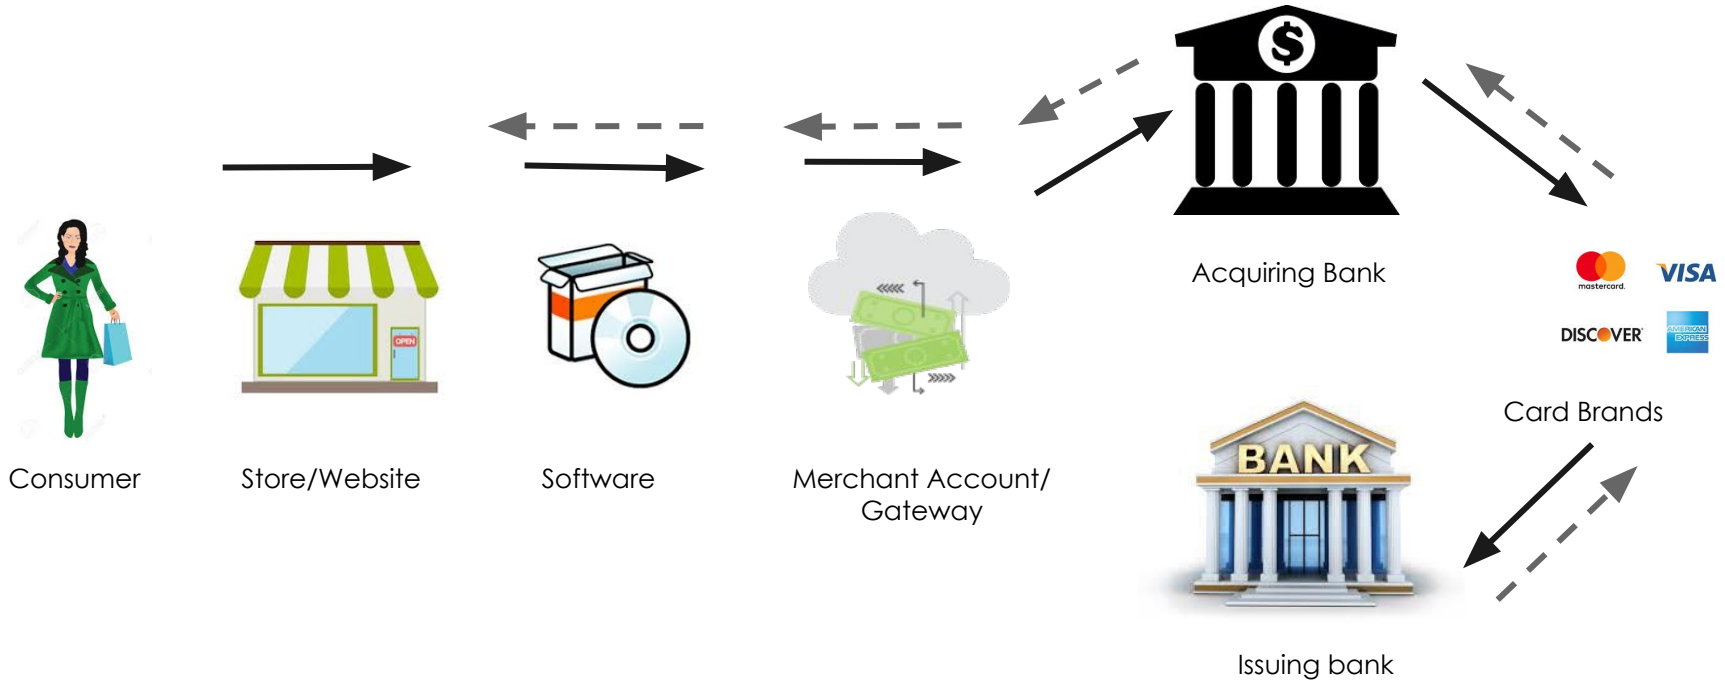 $
OPEN
mastercard.
VISA
DISCOVER
AMERICAN
EXPRESS
Acquiring Bank
Card Brands
BANK
Consumer
Store/Website
Software
Merchant Account/
Gateway
Issuing bank